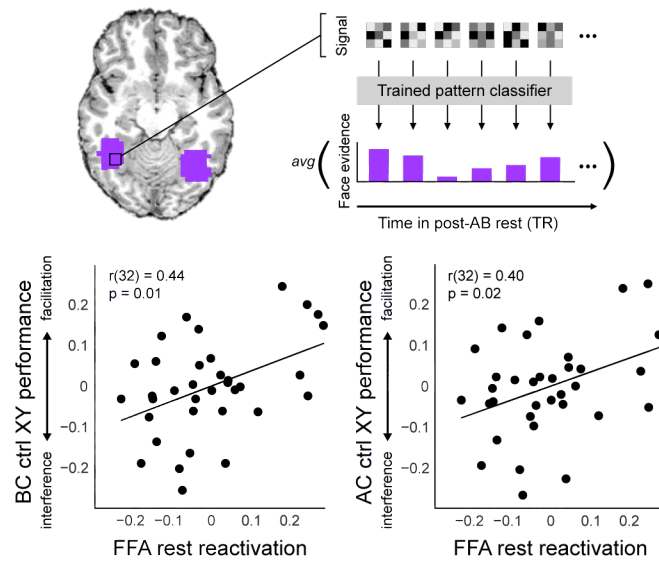 Signal
•••
Trained pattern classifier
avg
Face evidence
•••
Time in post-AB rest (TR)
r(32) = 0.44
p = 0.01
BC ctrl XY performance
facilitation
interference
0.2
0.1
0
−0.1
−0.2
−0.2
−0.1
0
0.1
0.2
FFA rest reactivation
r(32) = 0.40
p = 0.02
AC ctrl XY performance
facilitation
interference
0.2
0.1
0
−0.1
−0.2
−0.2
−0.1
0
0.1
0.2
FFA rest reactivation